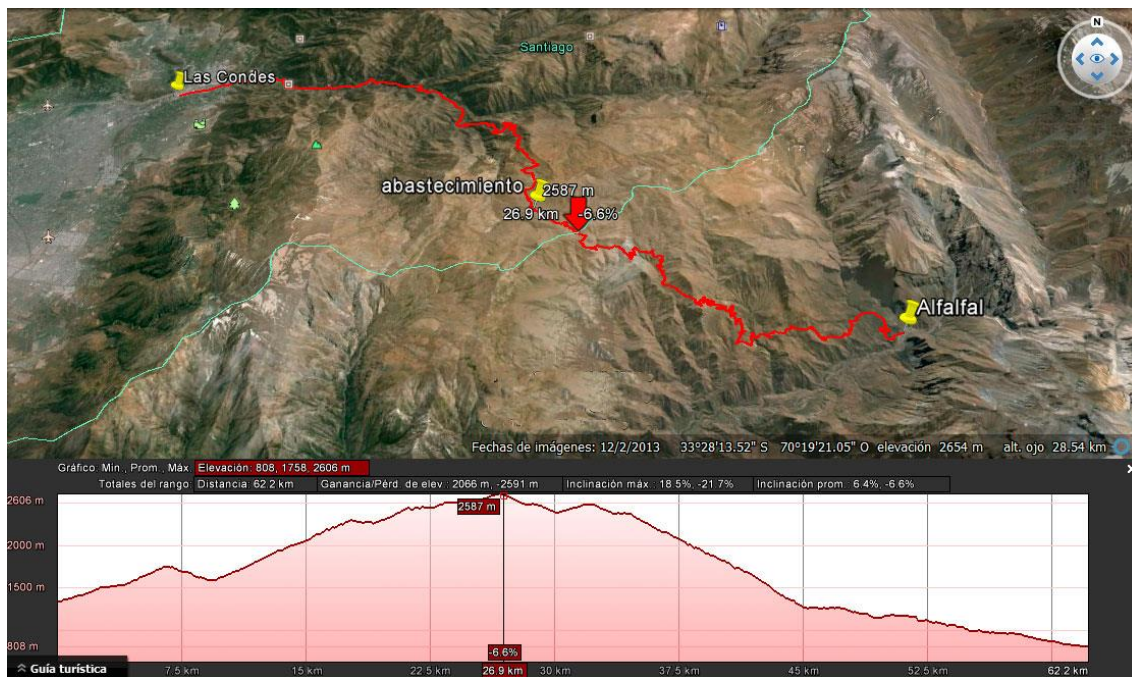 N
Las Condes
Santiago
abastecimiento
2587 m
26.9 km -6.6%
Alfalfal
Fechas de imágenes: 12/2/2013 33°28'13.52" S 70°19'21.05" O elevación 2654 m alt. ojo 28.54 km
Gráfico. Mín., Prom., Máx. Elevación: 808, 1758, 2606 m
Totales del rango: Distancia: 62.2 km Ganancia/Pérd. de elev.: 2066 m, -2591 m Inclinación máx.: 18.5%, -21.7% Inclinación prom.: 6.4%, -6.6%
2606 m
2587 m
2000 m
1500 m
808 m
-6.6%
Guía turística 7.5 km 15 km 22.5 km 26.9 km 30 km 37.5 km 45 km 52.5 km 62.2 km